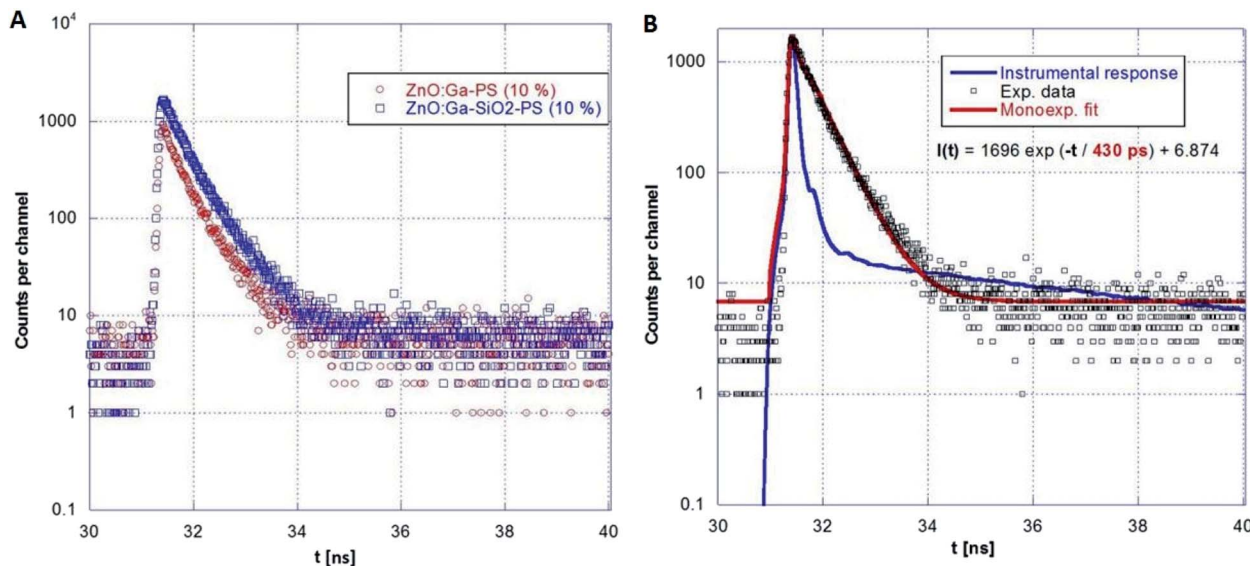 A
10⁴
1000
100
10
1
0.1
Counts per channel
ZnO:Ga-PS (10 %)
ZnO:Ga-SiO2-PS (10 %)
30
32
34
36
38
40
t [ns]
B
1000
100
10
1
0.1
Counts per channel
Instrumental response
Exp. data
Monoexp. fit
I(t) = 1696 exp (-t / 430 ps) + 6.874
30
32
34
36
38
40
t [ns]